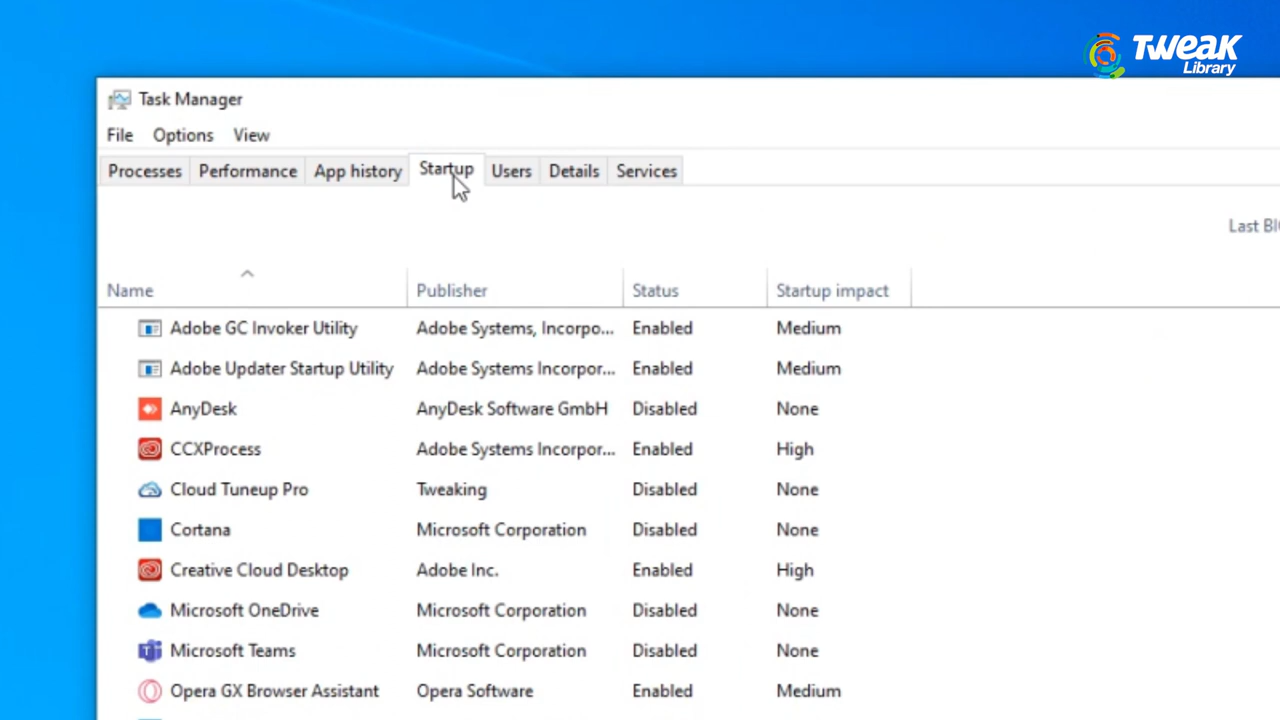 TWEAK
Library
Task Manager
File Options View
Processes Performance App history Startup Users Details Services
Last BI
Name Publisher Status Startup impact
Adobe GC Invoker Utility Adobe Systems, Incorpo... Enabled Medium
Adobe Updater Startup Utility Adobe Systems Incorpor... Enabled Medium
AnyDesk AnyDesk Software GmbH Disabled None
CCXProcess Adobe Systems Incorpor... Enabled High
Cloud Tuneup Pro Tweaking Disabled None
Cortana Microsoft Corporation Disabled None
Creative Cloud Desktop Adobe Inc. Enabled High
Microsoft OneDrive Microsoft Corporation Disabled None
Microsoft Teams Microsoft Corporation Disabled None
Opera GX Browser Assistant Opera Software Enabled Medium